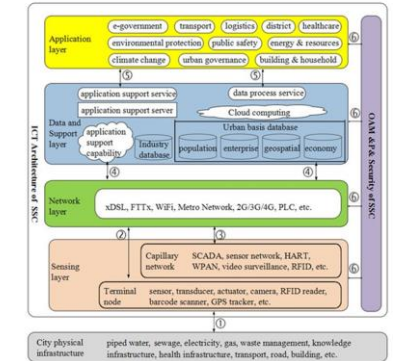 Application
layer
e-government transport logistics district healthcare
environmental protection public safety energy & resources
climate change urban governance building & household
⑥
⑤ ⑤
Data and
Support
layer
application support service data process service
application support server Cloud computing
application
support
capability
Industry
database
Urban basis database
population enterprise geospatial economy
⑥
④ ④
Network
layer
xDSL, FTTx, WiFi, Metro Network, 2G/3G/4G, PLC, etc.
⑥
② ③
Sensing
layer
Capillary
network
SCADA, sensor network, HART,
WPAN, video surveillance, RFID, etc.
⑥
Terminal
node
sensor, transducer, actuator, camera, RFID reader,
barcode scanner, GPS tracker, etc.
①
City physical
infrastructure
piped water, sewage, electricity, gas, waste management, knowledge
infrastructure, health infrastructure, transport, road, building, etc.
ICT Architecture of SSC
OAM &P& Security of SSC